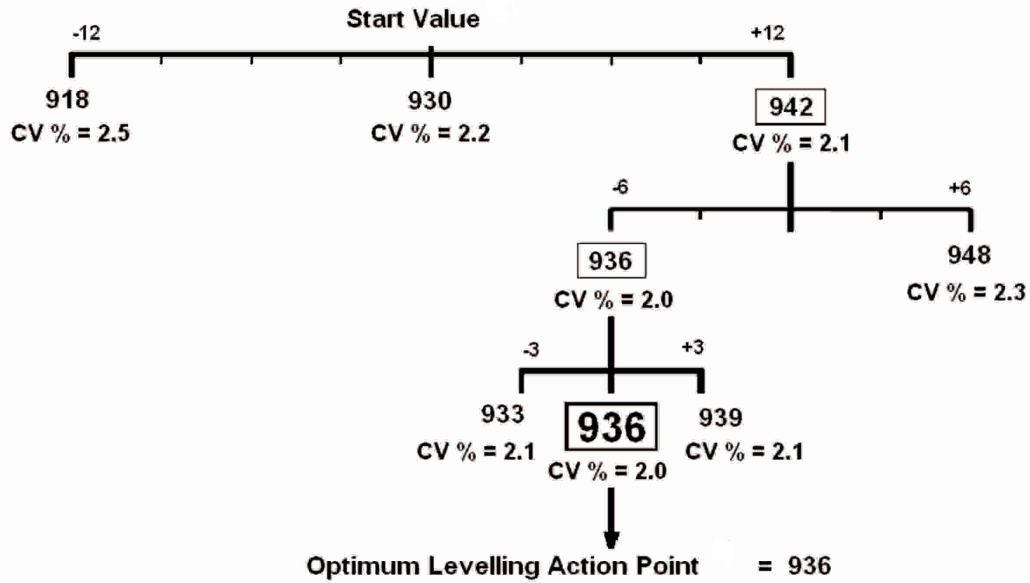 Start Value
-12 +12
918 930 942
CV % = 2.5 CV % = 2.2 CV % = 2.1
-6 +6
936 948
CV % = 2.0 CV % = 2.3
-3 +3
933 936 939
CV % = 2.1 CV % = 2.0 CV % = 2.1
Optimum Levelling Action Point = 936